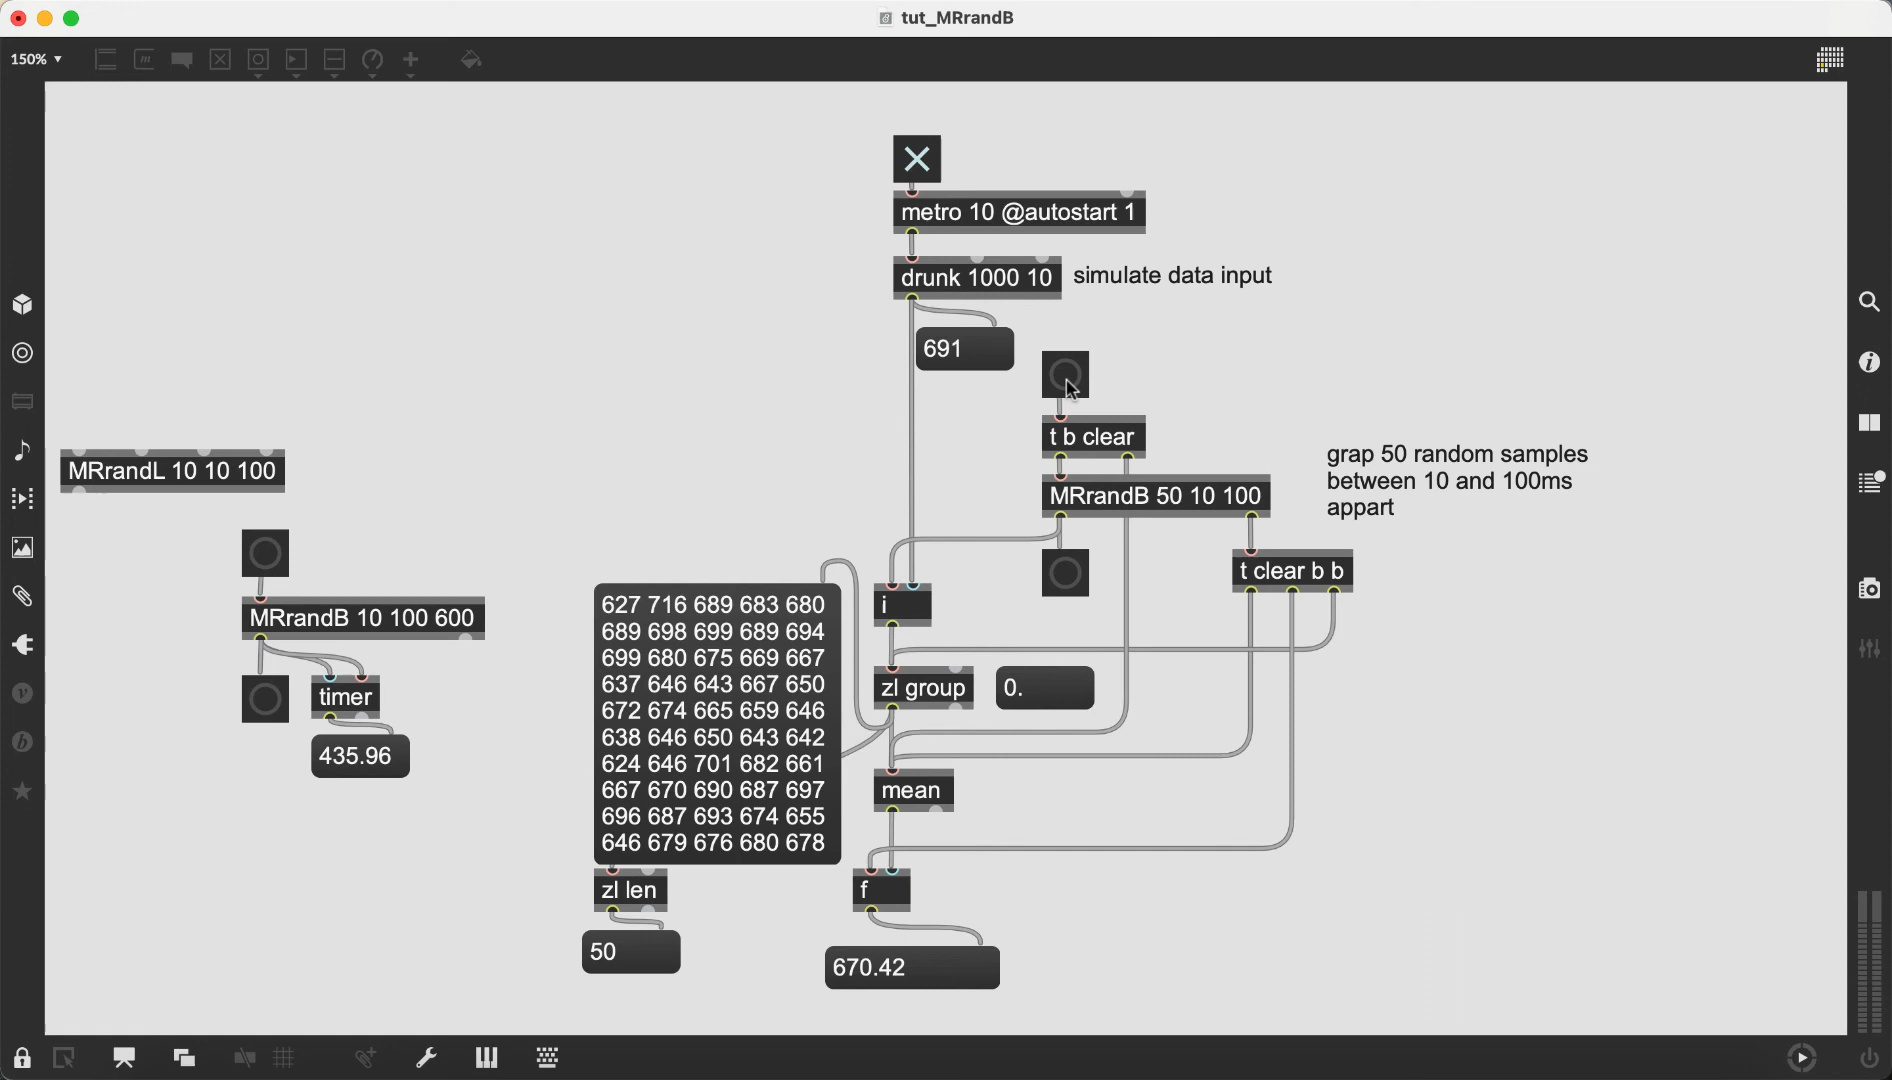 tut_MRrandB
150%
metro 10 @autostart 1
drunk 1000 10
simulate data input
691
t b clear
MRrandB 50 10 100
grap 50 random samples
between 10 and 100ms
appart
MRrandL 10 10 100
t clear b b
MRrandB 10 100 600
timer
435.96
i
627 716 689 683 680
689 698 699 689 694
699 680 675 669 667
637 646 643 667 650
672 674 665 659 646
638 646 650 643 642
624 646 701 682 661
667 670 690 687 697
696 687 693 674 655
646 679 676 680 678
zl group
0.
mean
zl len
f
50
670.42